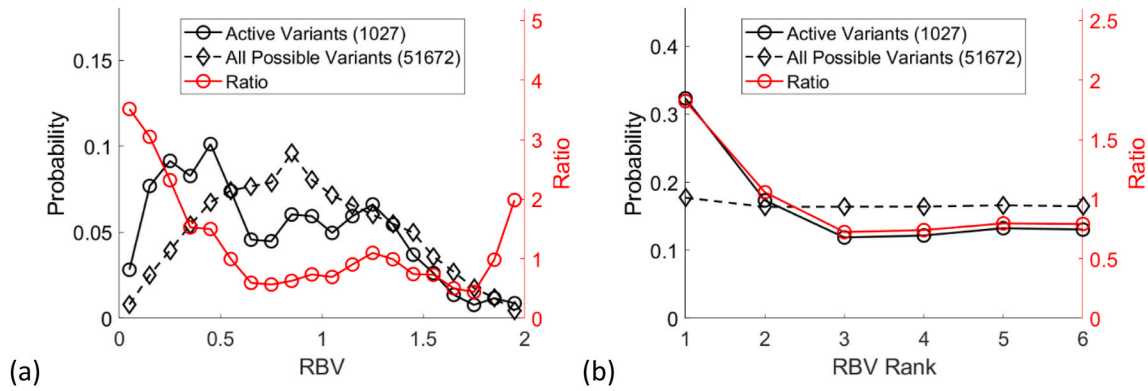 Active Variants (1027)
All Possible Variants (51672)
Ratio
0.15
0.1
0.05
0
Probability
5
4
3
2
1
0
Ratio
0
0.5
1
1.5
2
RBV
(a)
Active Variants (1027)
All Possible Variants (51672)
Ratio
0.4
0.3
0.2
0.1
0
Probability
2.5
2
1.5
1
0.5
0
Ratio
1
2
3
4
5
6
RBV Rank
(b)